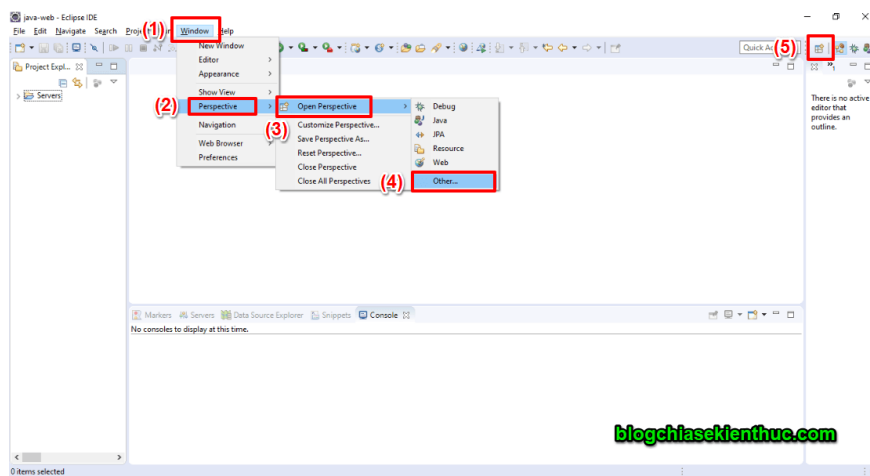 java-web - Eclipse IDE
File Edit Navigate Search Window Help
(1)
New Window
Editor
Appearance
Show View
(2) Perspective
Navigation
Web Browser
Preferences
Open Perspective
(3) Customize Perspective...
Save Perspective As...
Reset Perspective...
Close Perspective
Close All Perspectives
Debug
Java
JPA
Resource
Web
(4) Other...
Quick
(5)
Project Expl...
Servers
There is no active
editor that
provides an
outline.
Markers Servers Data Source Explorer Snippets Console
No consoles to display at this time.
blogchiasekienthuc.com
0 items selected